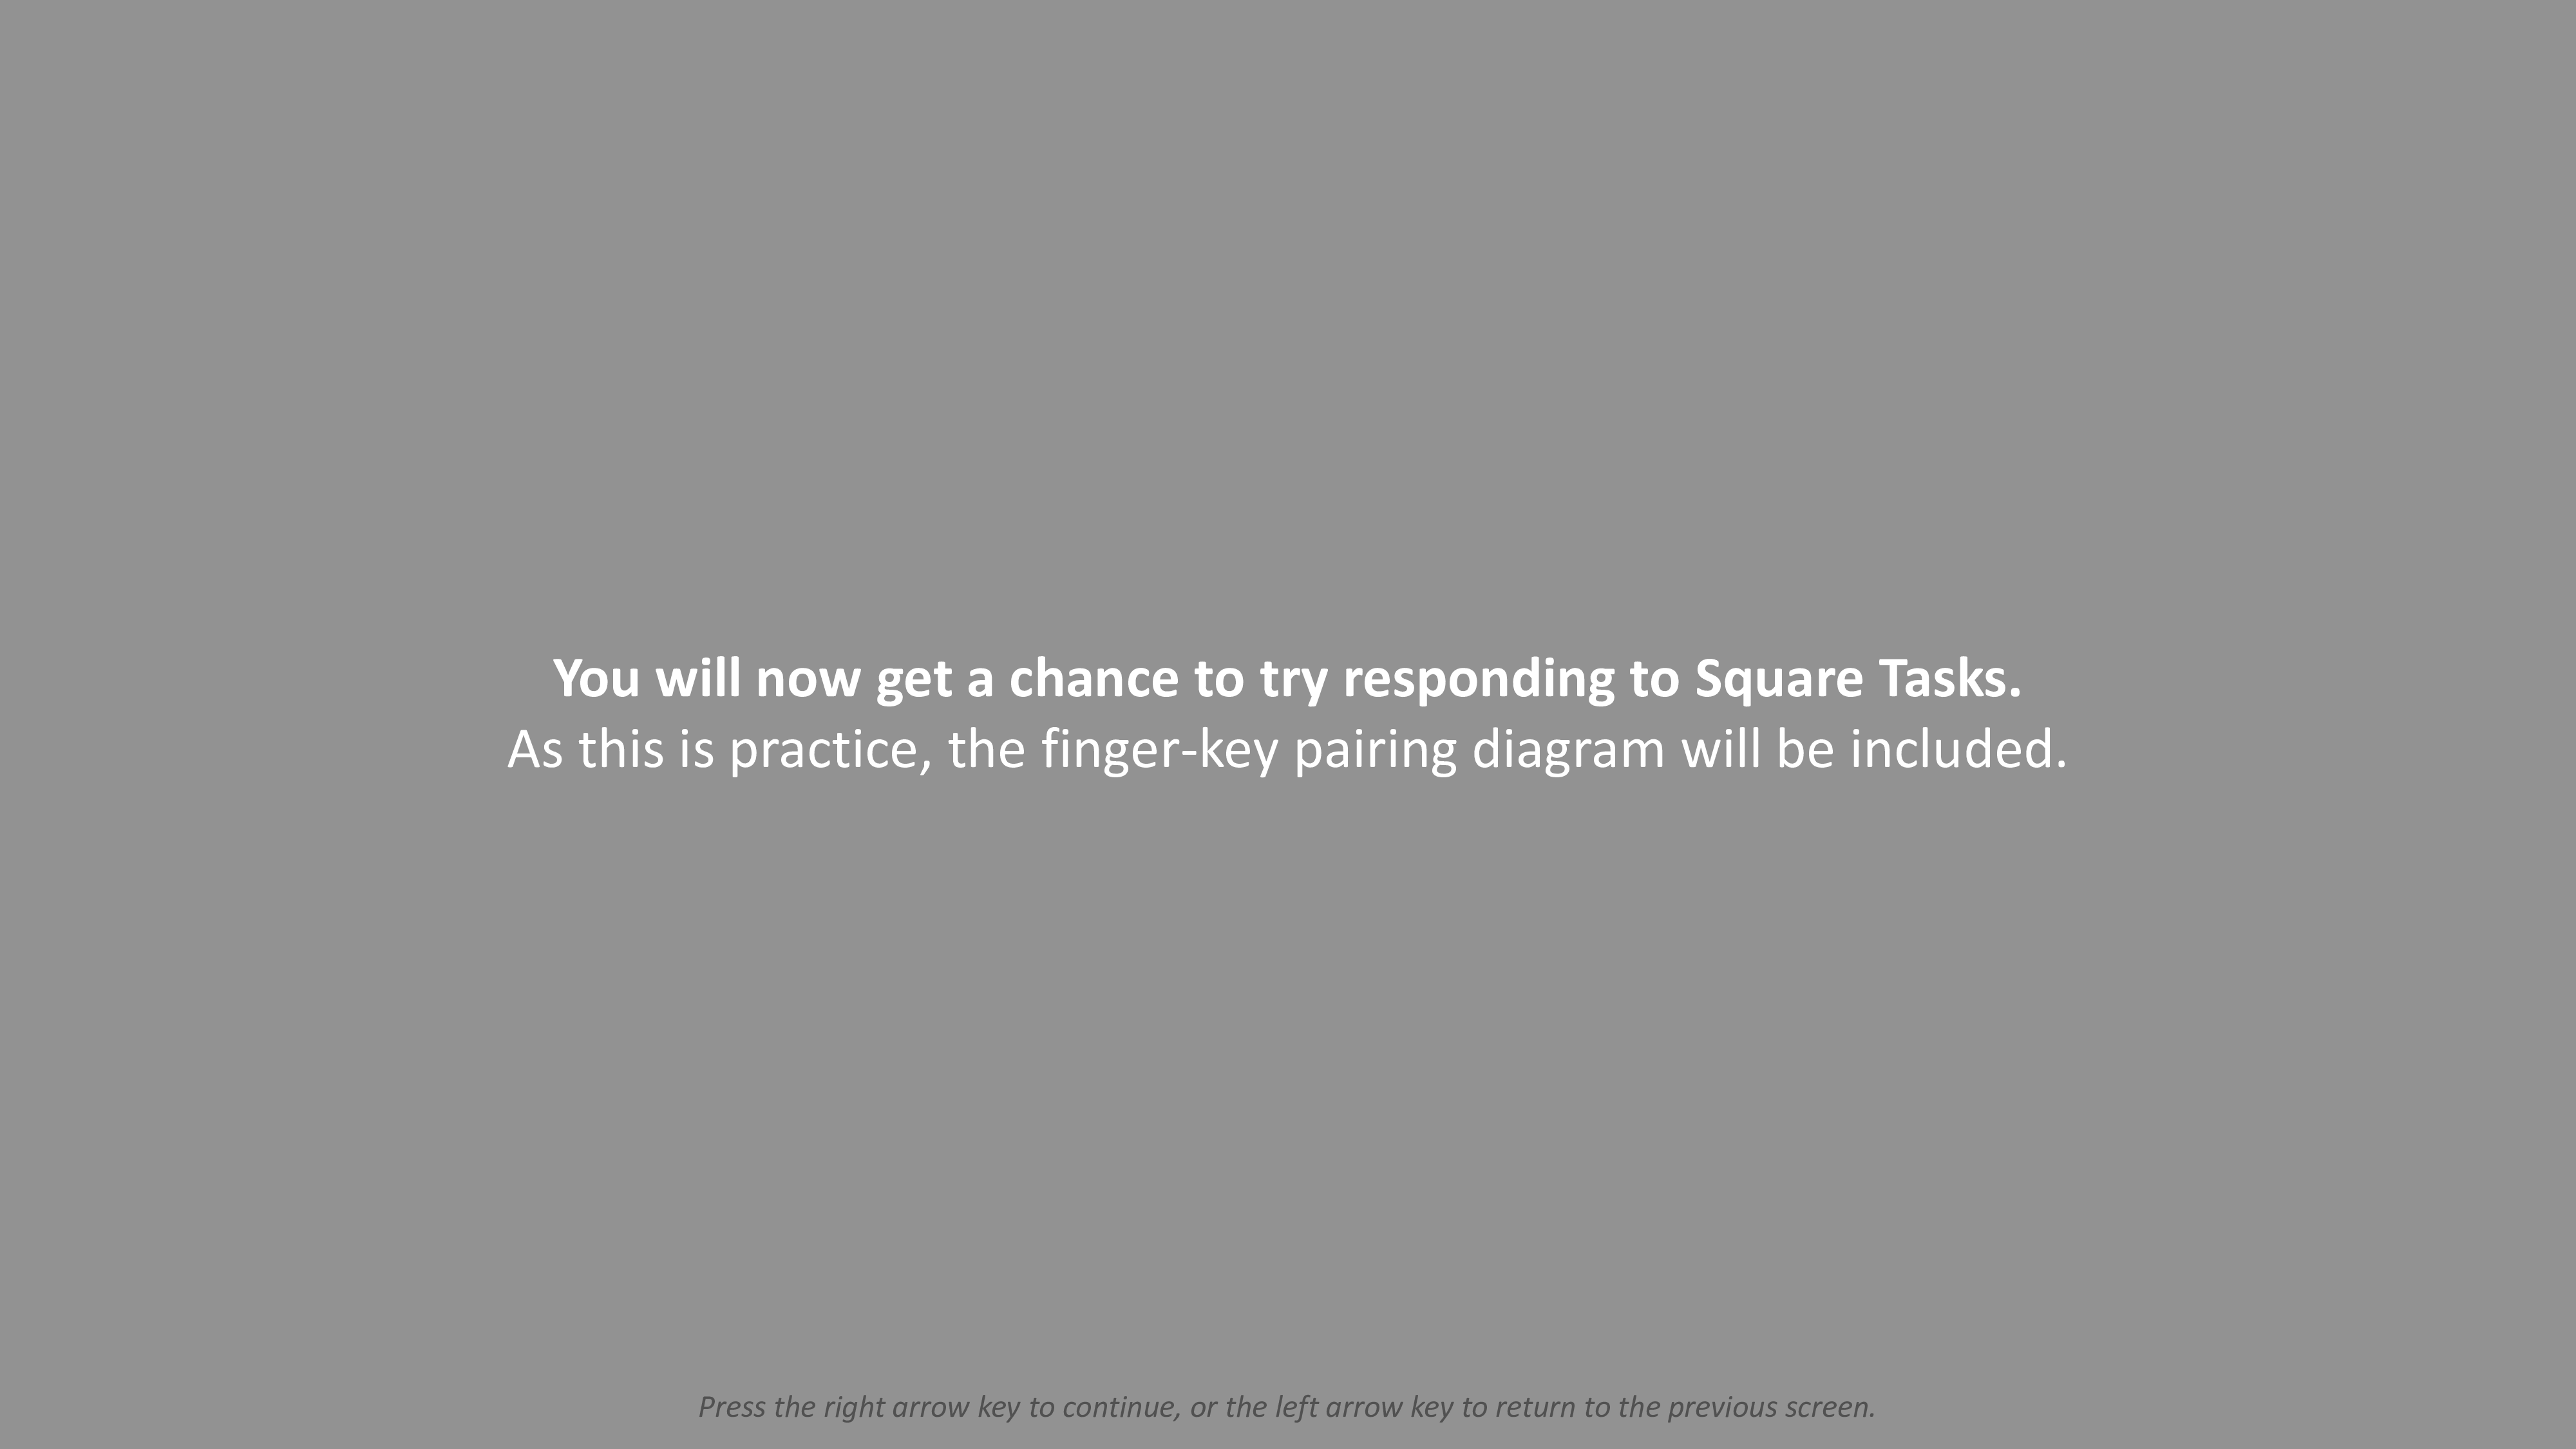 You will now get a chance to try responding to Square Tasks.
As this is practice, the finger-key pairing diagram will be included.
Press the right arrow key to continue, or the left arrow key to return to the previous screen.